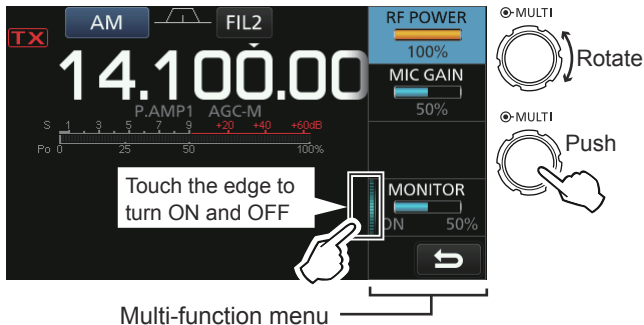 AM
FIL2
TX
14.100.00
P.AMP1 AGC-M
S 1 3 5 7 9 +20 +40 +60dB
Po 0 25 50 100%
RF POWER
100%
MIC GAIN
50%
MONITOR
ON 50%
Touch the edge to
turn ON and OFF
MULTI
Rotate
MULTI
Push
Multi-function menu